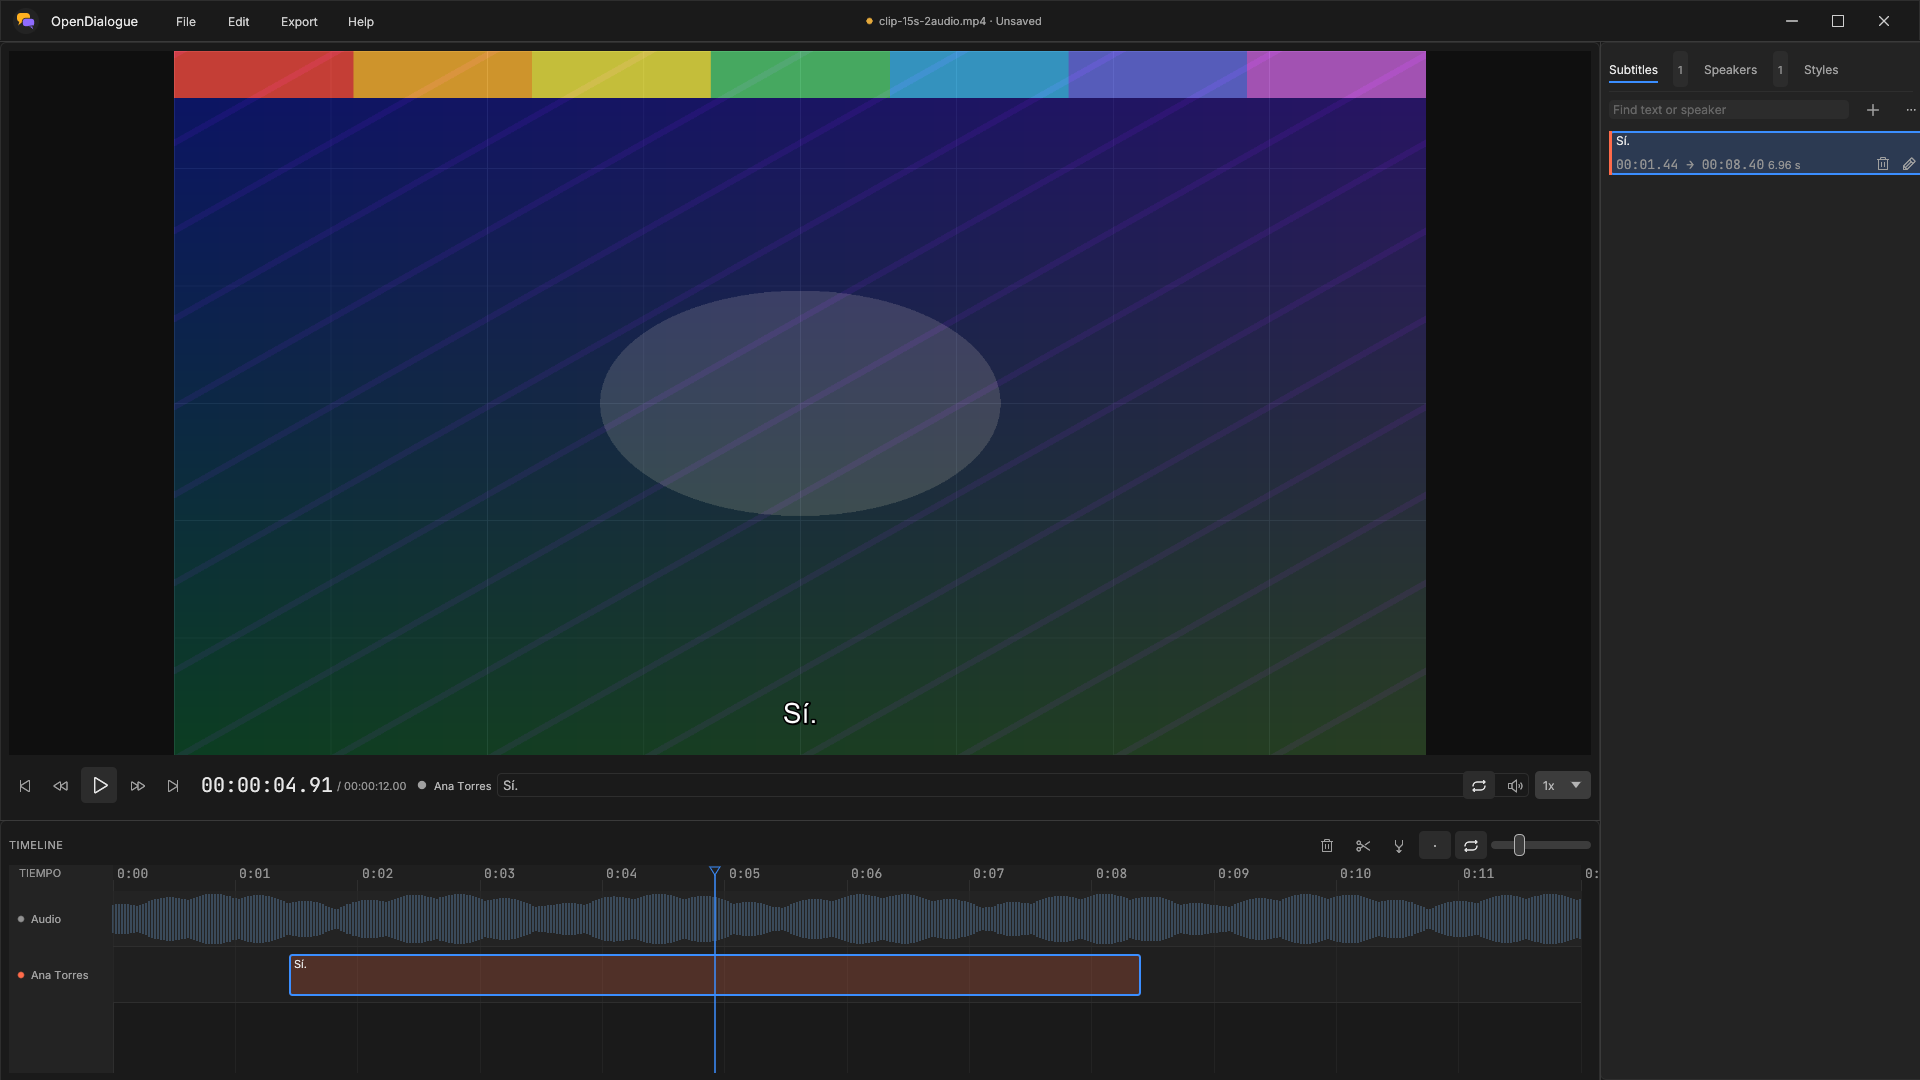 OpenDialogue File Edit Export Help
clip-15s-2audio.mp4 · Unsaved
Subtitles 1 Speakers 1 Styles
Find text or speaker
Sí.
00:01.44 → 00:08.40 6.96 s
Sí.
00:00:04.91 / 00:00:12.00 Ana Torres Sí. 1x
TIMELINE
TIEMPO 0:00 0:01 0:02 0:03 0:04 0:05 0:06 0:07 0:08 0:09 0:10 0:11 0:
Audio
Sí.
Ana Torres